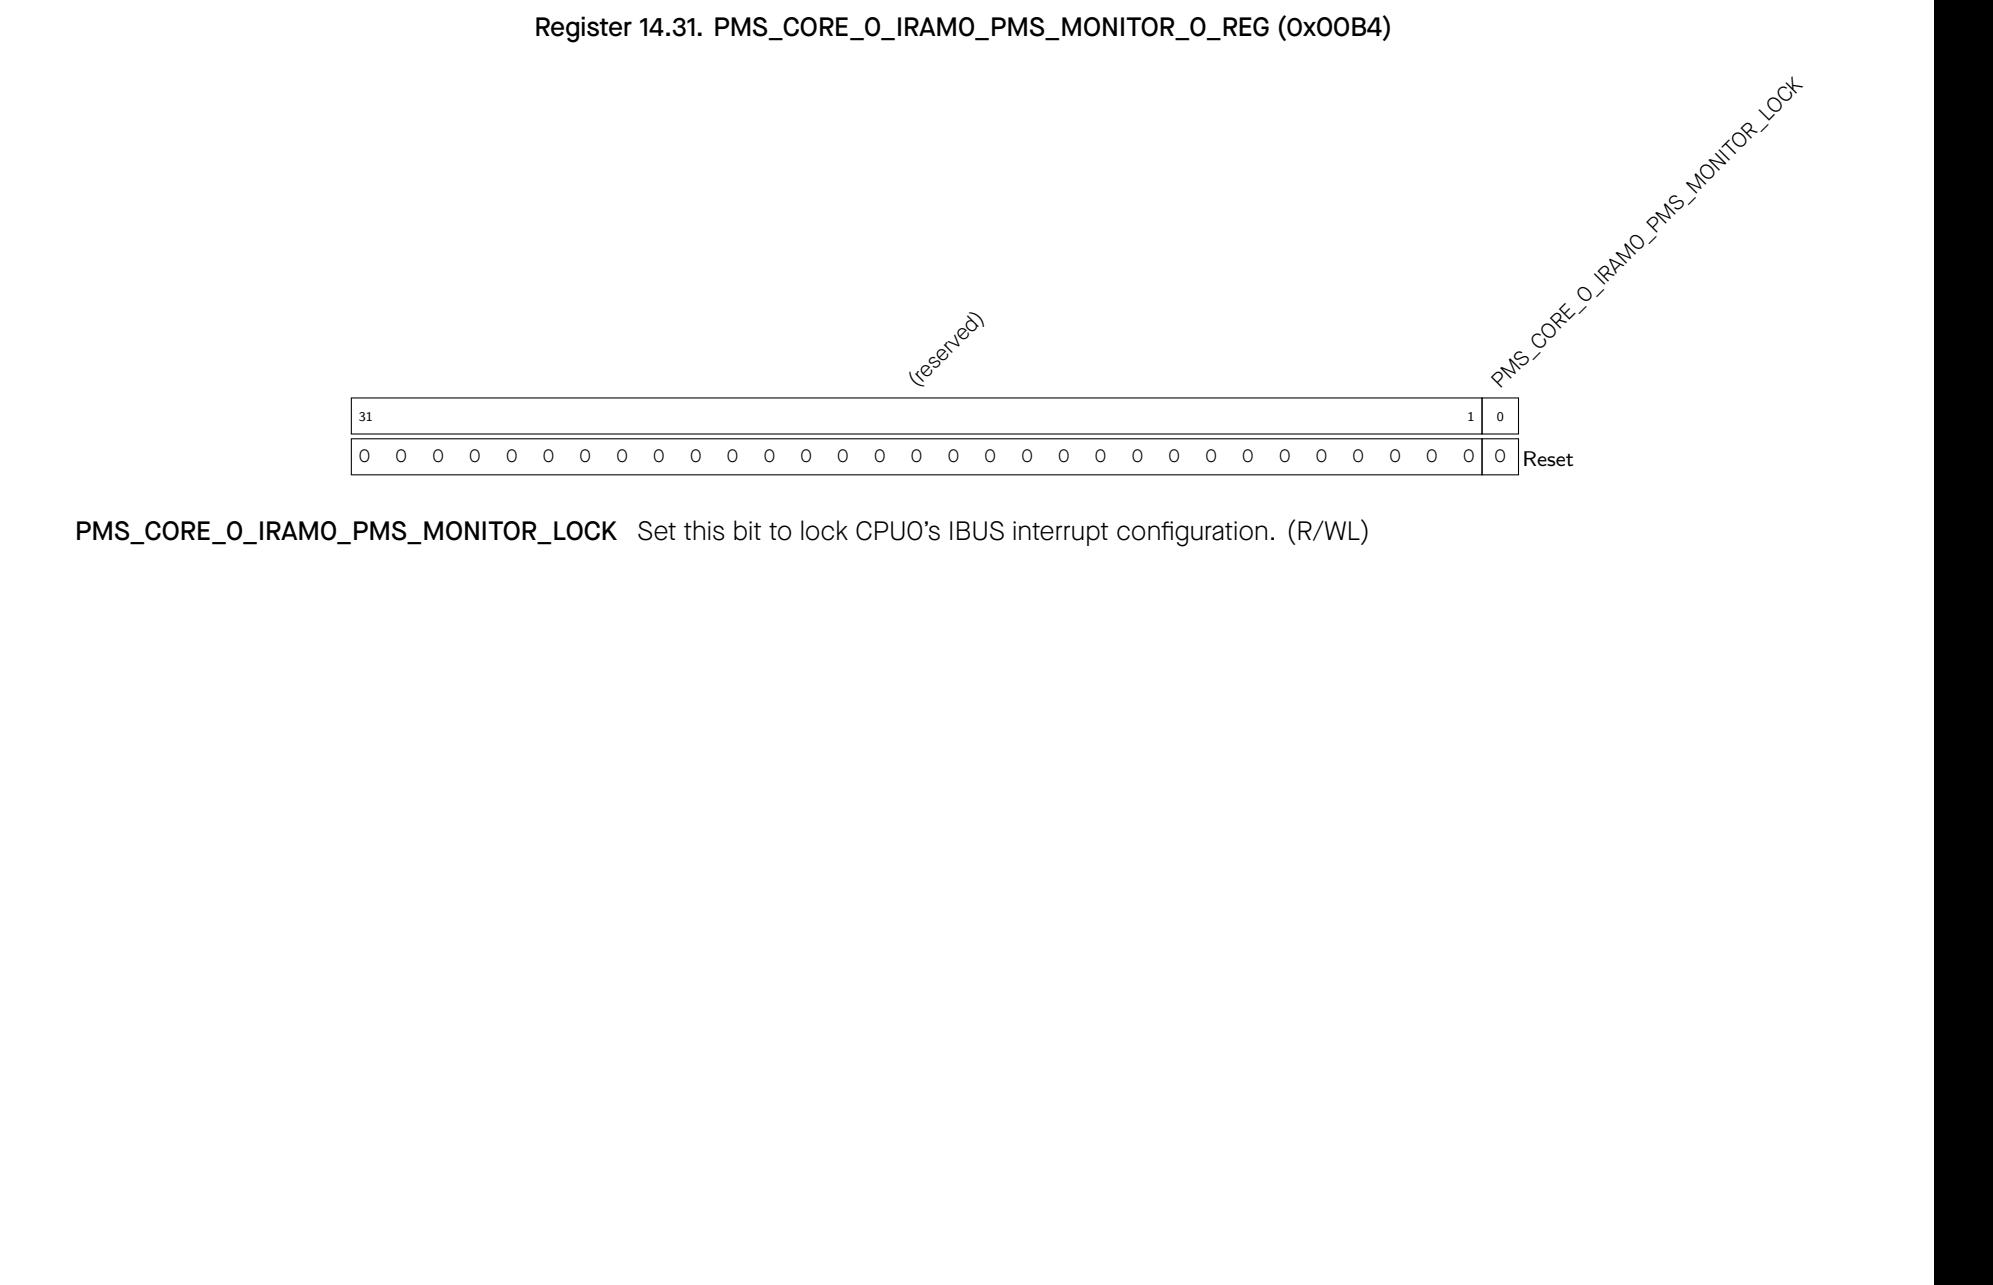 Register 14.31. PMS_CORE_0_IRAM0_PMS_MONITOR_0_REG (0x00B4)
PMS_CORE_0_IRAM0_PMS_MONITOR_LOCK
(reserved)
31 1 0
0 0 0 0 0 0 0 0 0 0 0 0 0 0 0 0 0 0 0 0 0 0 0 0 0 0 0 0 0 0 0 0 Reset
PMS_CORE_0_IRAM0_PMS_MONITOR_LOCK Set this bit to lock CPU0’s IBUS interrupt configuration. (R/WL)